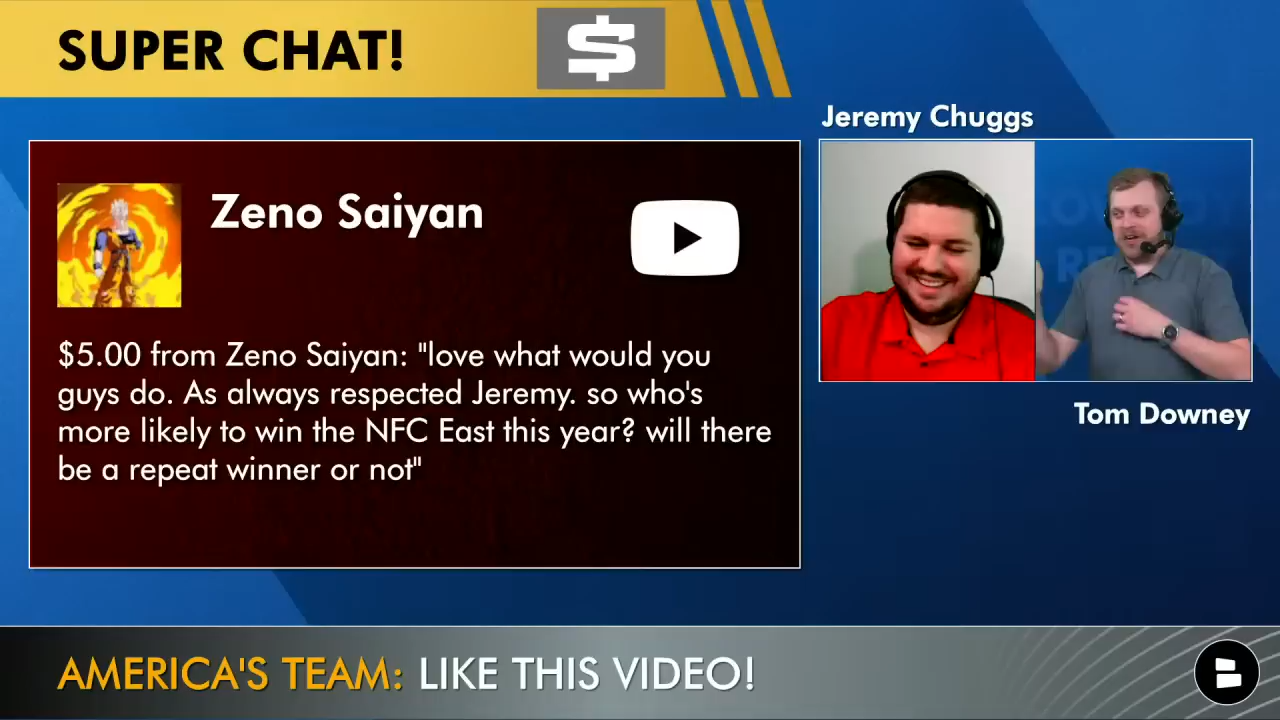 SUPER CHAT!
$
Jeremy Chuggs
Zeno Saiyan
$5.00 from Zeno Saiyan: "love what would you
guys do. As always respected Jeremy. so who's
more likely to win the NFC East this year? will there
be a repeat winner or not"
Tom Downey
AMERICA'S TEAM: LIKE THIS VIDEO!